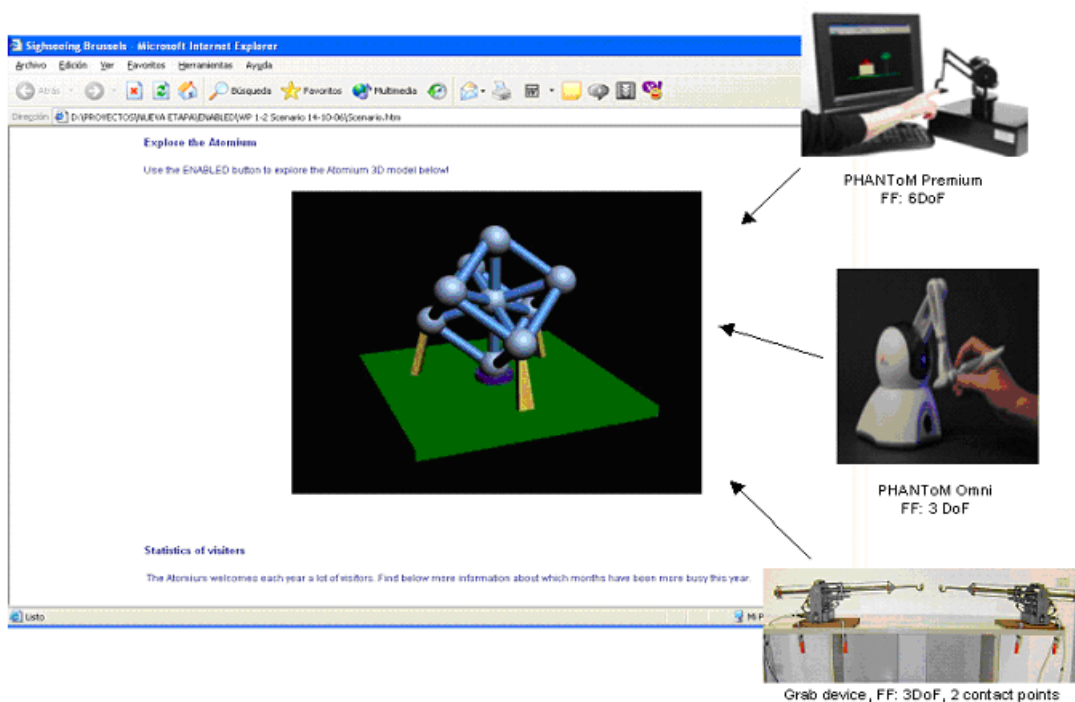 Sighseeing Brussels - Microsoft Internet Explorer
Archivo Edición Ver Favoritos Herramientas Ayuda
Atrás Búsqueda Favoritos Multimedia
Dirección D:\PROYECTOS\NUEVA ETAPA\ENABLED\WP 1-2 Scenario 14-10-06\Scenario.htm
Explore the Atomium
Use the ENABLED button to explore the Atomium 3D model below!
Statistics of visiters
The Atomium welcomes each year a lot of visitors. Find below more information about which months have been more busy this year.
Listo
Mi P
PHANToM Premium
FF: 6DoF
PHANToM Omni
FF: 3 DoF
Grab device, FF: 3DoF, 2 contact points